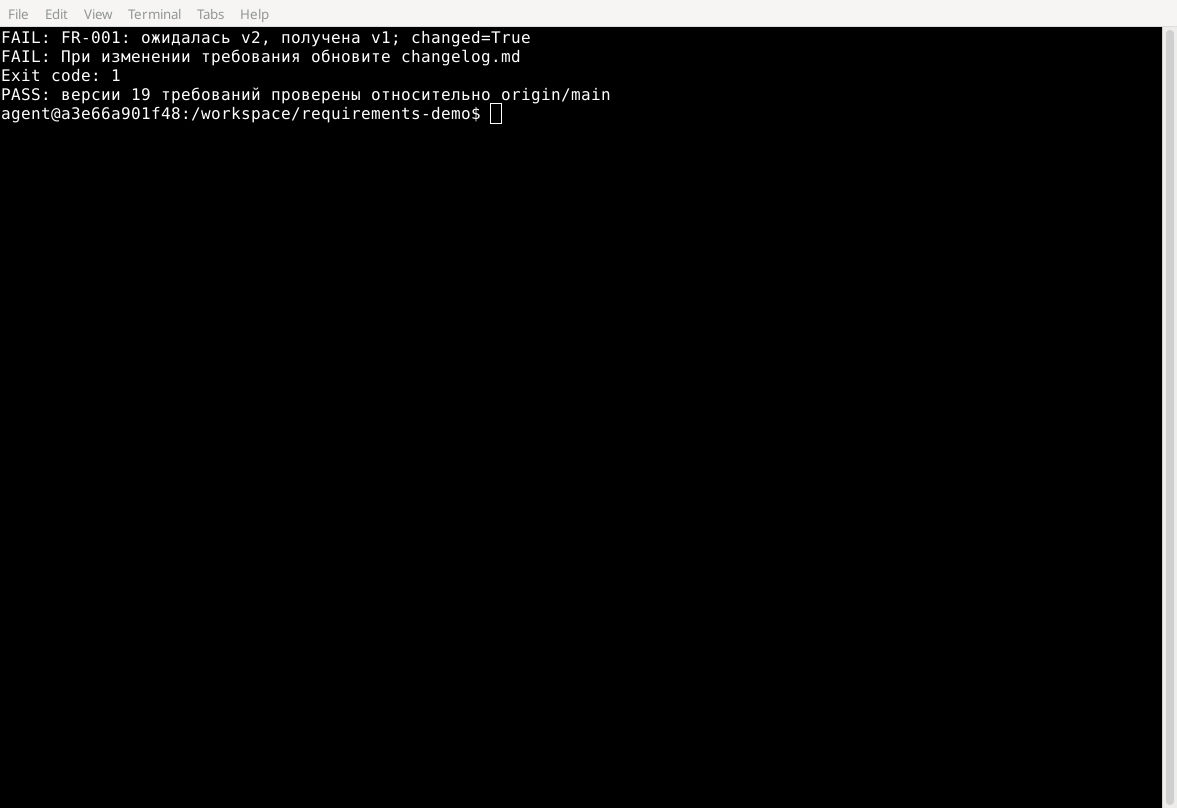 File Edit View Terminal Tabs Help
FAIL: FR-001: ожидалась v2, получена v1; changed=True
FAIL: При изменении требования обновите changelog.md
Exit code: 1
PASS: версии 19 требований проверены относительно origin/main
agent@a3e66a901f48:/workspace/requirements-demo$